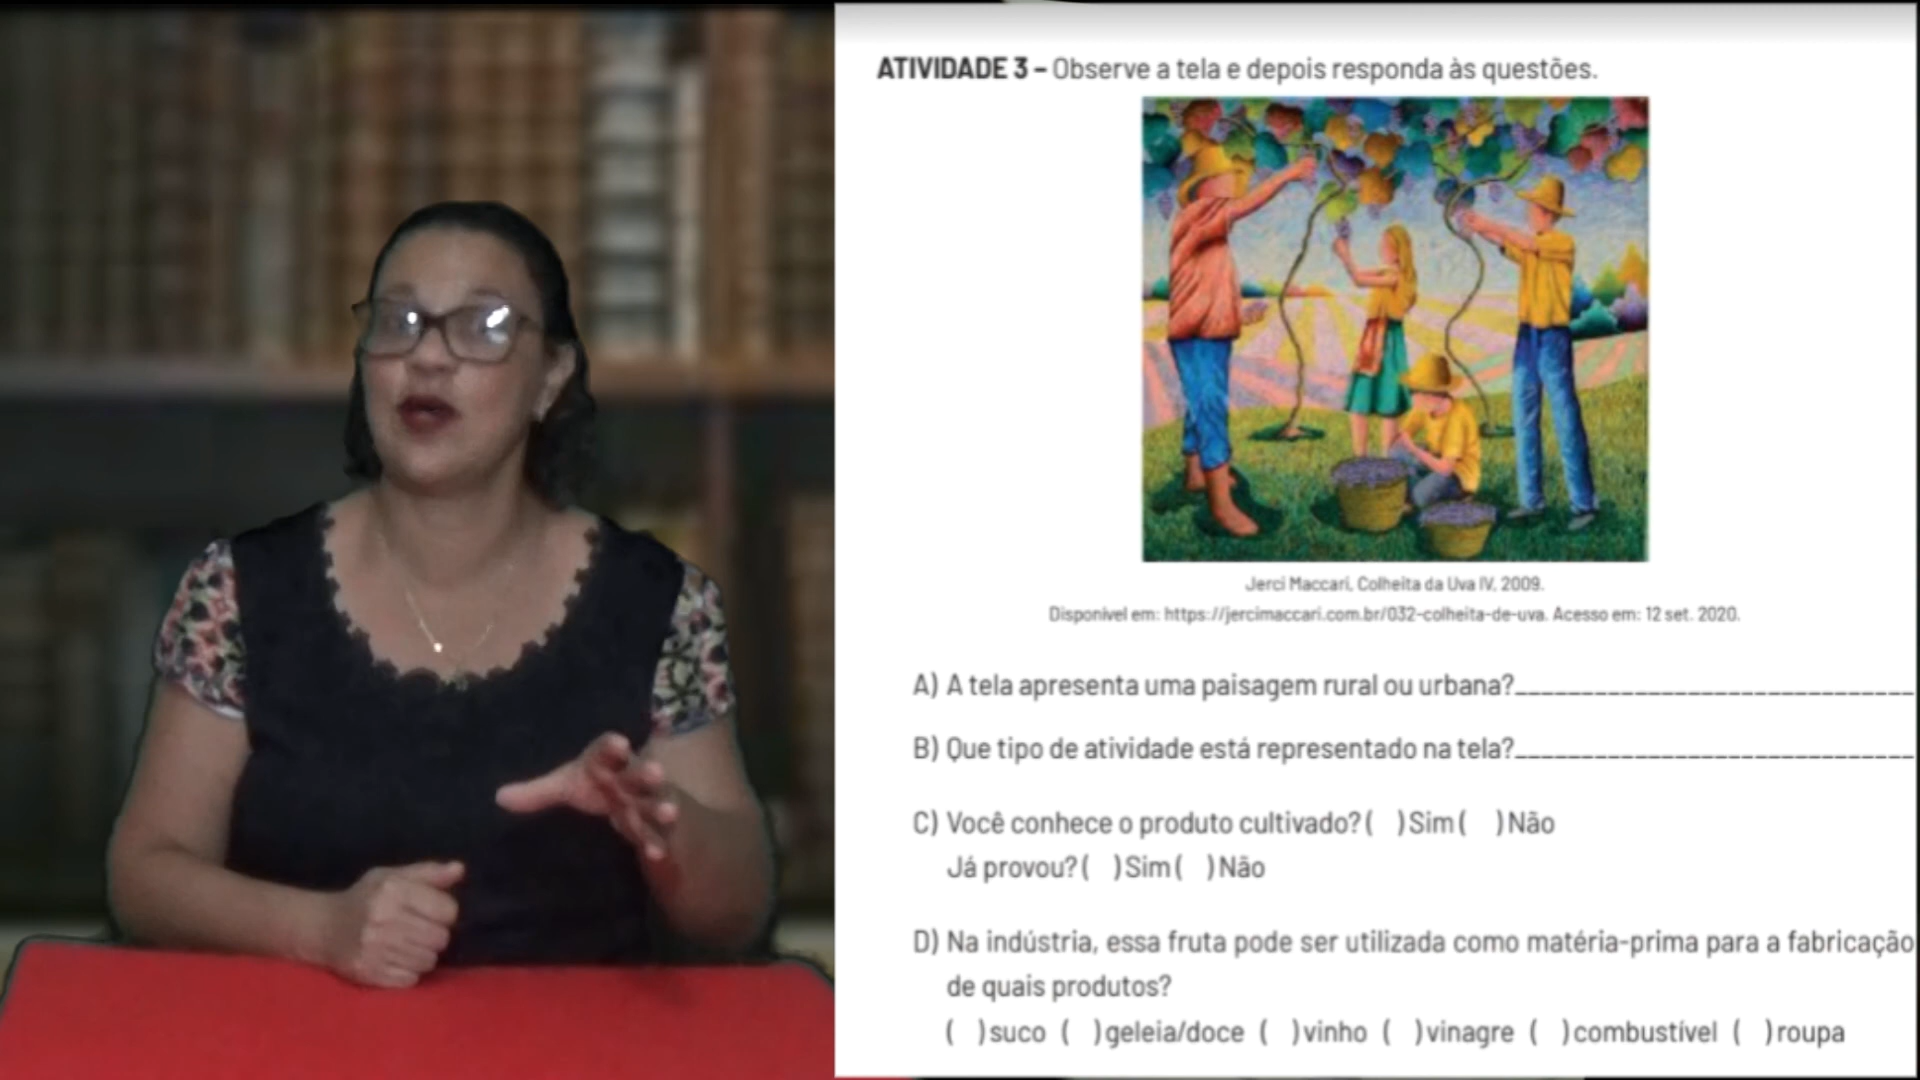 ATIVIDADE 3 – Observe a tela e depois responda às questões.
Jerci Maccari, Colheita da Uva IV, 2009.
Disponível em: https://jercimaccari.com.br/032-colheita-de-uva. Acesso em: 12 set. 2020.
A) A tela apresenta uma paisagem rural ou urbana?______________________________
B) Que tipo de atividade está representado na tela?______________________________
C) Você conhece o produto cultivado? ( ) Sim ( ) Não
Já provou? ( ) Sim ( ) Não
D) Na indústria, essa fruta pode ser utilizada como matéria-prima para a fabricação
de quais produtos?
( ) suco ( ) geleia/doce ( ) vinho ( ) vinagre ( ) combustível ( ) roupa